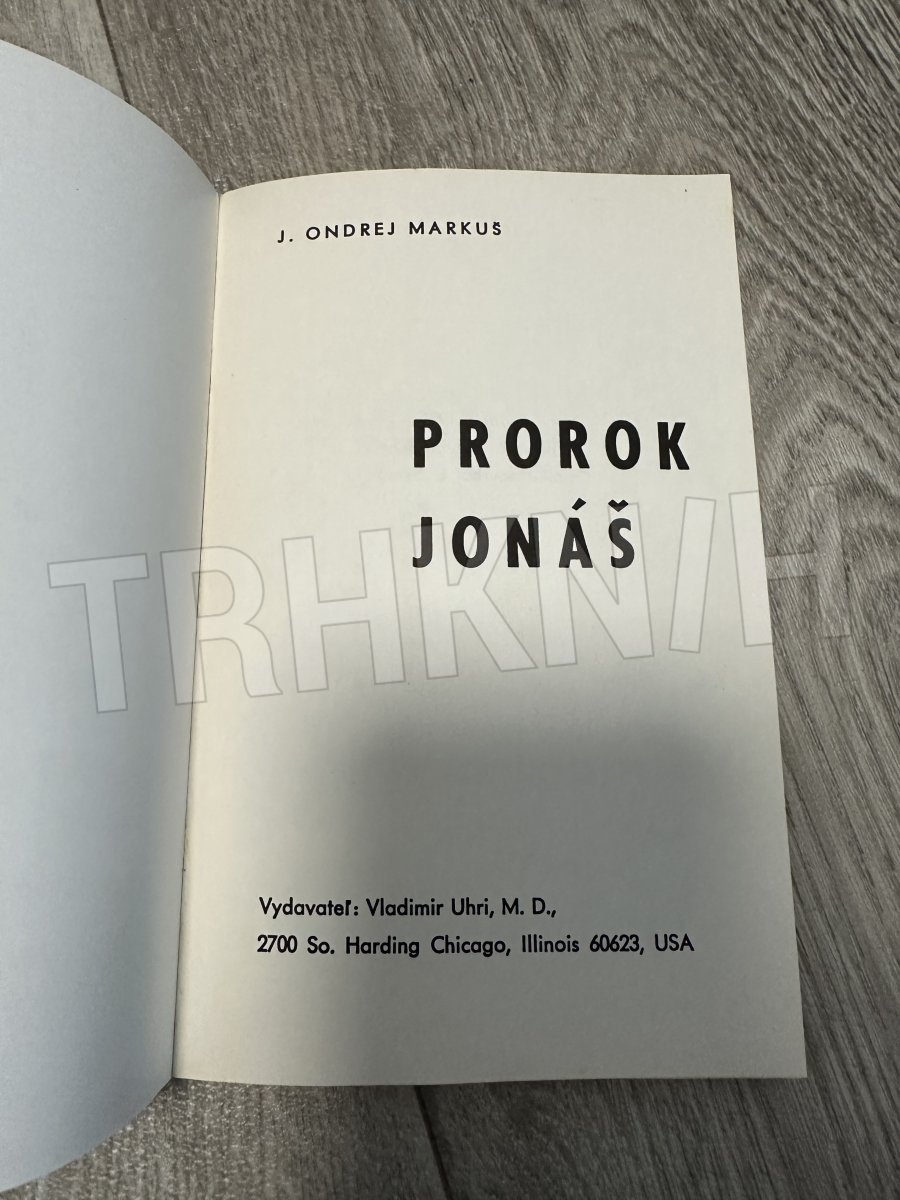 J. ONDREJ MARKUŠ
PROROK
JONÁŠ
TRHKNIH
Vydavateľ: Vladimir Uhri, M. D.,
2700 So. Harding Chicago, Illinois 60623, USA